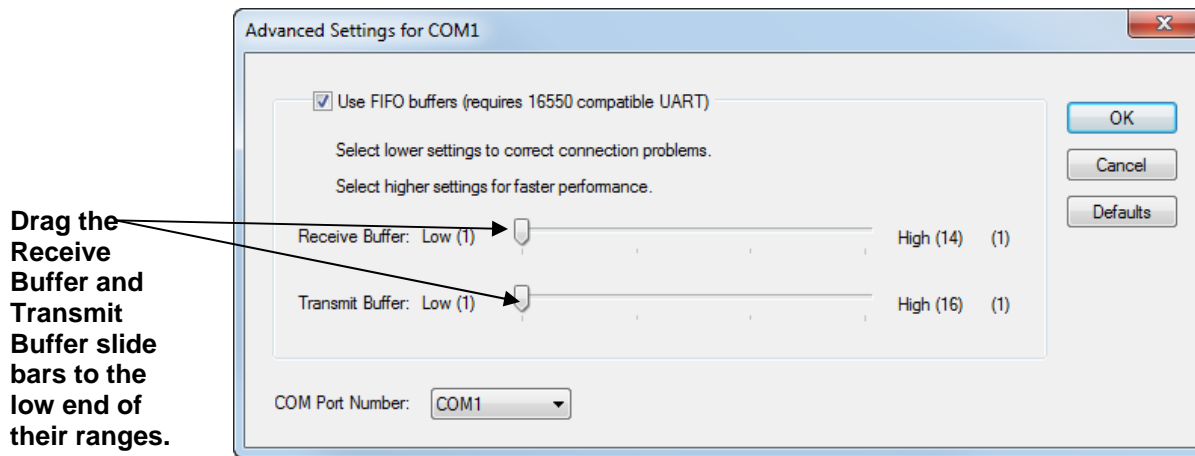 Advanced Settings for COM1
Use FIFO buffers (requires 16550 compatible UART)
Select lower settings to correct connection problems.
Select higher settings for faster performance.
Receive Buffer: Low (1) High (14) (1)
Transmit Buffer: Low (1) High (16) (1)
COM Port Number: COM1
OK
Cancel
Defaults
Drag the
Receive
Buffer and
Transmit
Buffer slide
bars to the
low end of
their ranges.